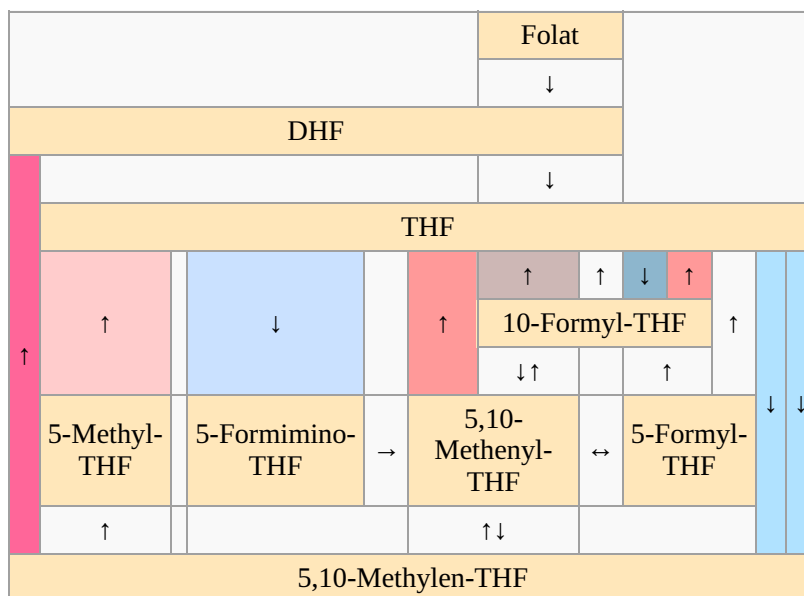 Folat
↓
DHF
↑
↓
THF
↑
↓
↑
↑
↑
↓
↑
↑
↓
↓
10-Formyl-THF
↓↑
↑
5-Methyl-
THF
5-Formimino-
THF
→
5,10-
Methenyl-
THF
↔
5-Formyl-
THF
↑
↑↓
5,10-Methylen-THF